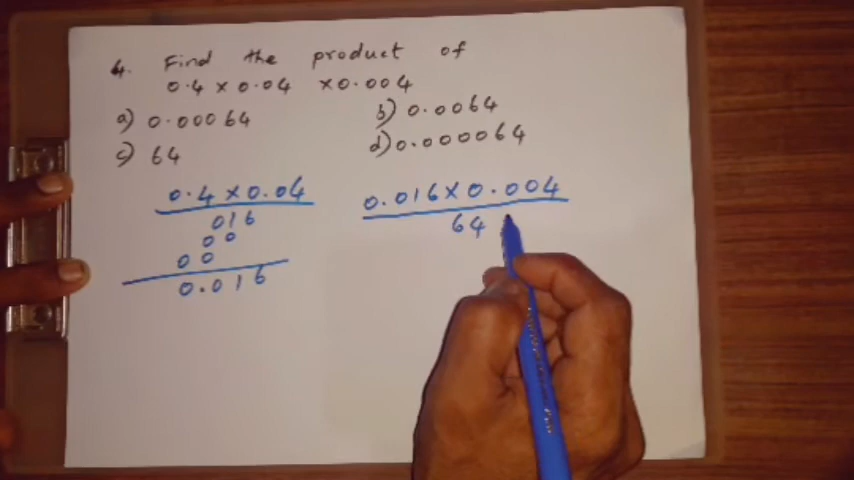 4. Find the product of
0.4 × 0.04 × 0.004
a) 0.00064 b) 0.0064
c) 64 d) 0.000064
0.4 × 0.04
016
00
00
0.016
0.016 × 0.004
64